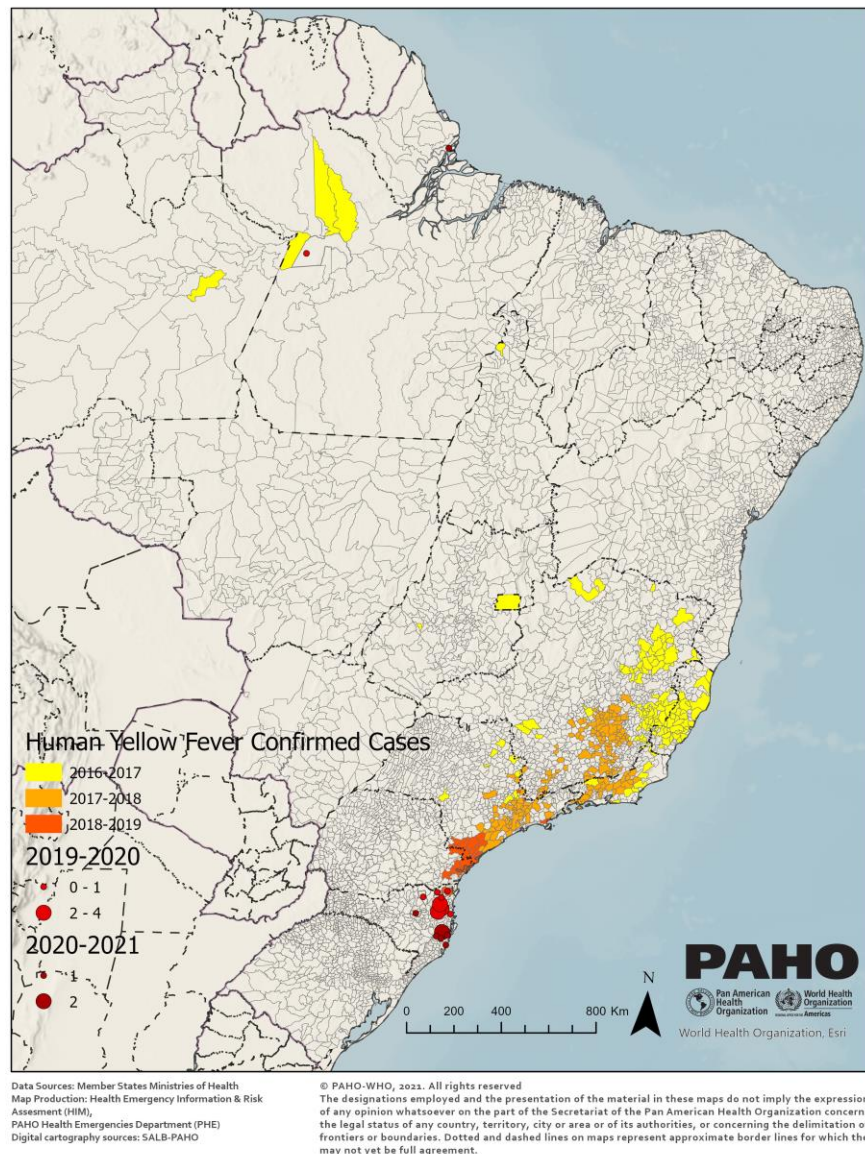 Human Yellow Fever Confirmed Cases
2016-2017
2017-2018
2018-2019
2019-2020
0 - 1
2 - 4
2020-2021
1
2
N
0 200 400 800 Km
PAHO
Pan American
Health
Organization
World Health
Organization
Americas
World Health Organization, Esri
Data Sources: Member States Ministries of Health
Map Production: Health Emergency Information & Risk
Assesment (HIM),
PAHO Health Emergencies Department (PHE)
Digital cartography sources: SALB-PAHO
© PAHO-WHO, 2021. All rights reserved
The designations employed and the presentation of the material in these maps do not imply the expression
of any opinion whatsoever on the part of the Secretariat of the Pan American Health Organization concern
the legal status of any country, territory, city or area or of its authorities, or concerning the delimitation o
frontiers or boundaries. Dotted and dashed lines on maps represent approximate border lines for which the
may not yet be full agreement.